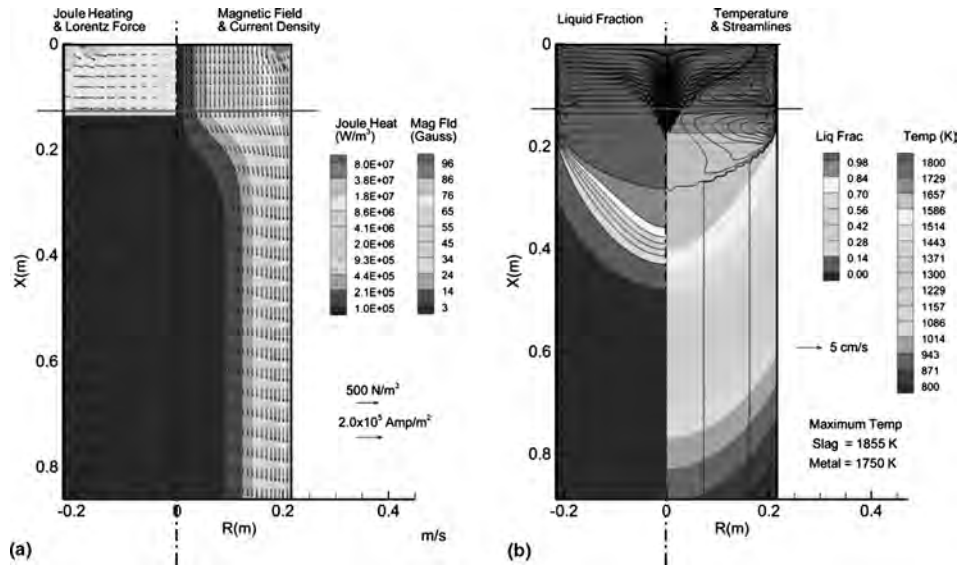 Joule Heating
& Lorentz Force
Magnetic Field
& Current Density
0
0.2
0.4
0.6
0.8
X(m)
-0.2
0
0.2
0.4
R(m)
m/s
Joule Heat
(W/m³)
8.0E+07
3.8E+07
1.8E+07
8.6E+06
4.1E+06
2.0E+06
9.3E+05
4.4E+05
2.1E+05
1.0E+05
Mag Fld
(Gauss)
96
86
76
65
55
45
34
24
14
3
500 N/m³
2.0x10⁵ Amp/m²
(a)
Liquid Fraction
Temperature
& Streamlines
0
0.2
0.4
0.6
0.8
X(m)
-0.2
0
0.2
0.4
R(m)
Liq Frac
0.98
0.84
0.70
0.56
0.42
0.28
0.14
0.00
Temp (K)
1800
1729
1657
1586
1514
1443
1371
1300
1229
1157
1086
1014
943
871
800
5 cm/s
Maximum Temp
Slag = 1855 K
Metal = 1750 K
(b)